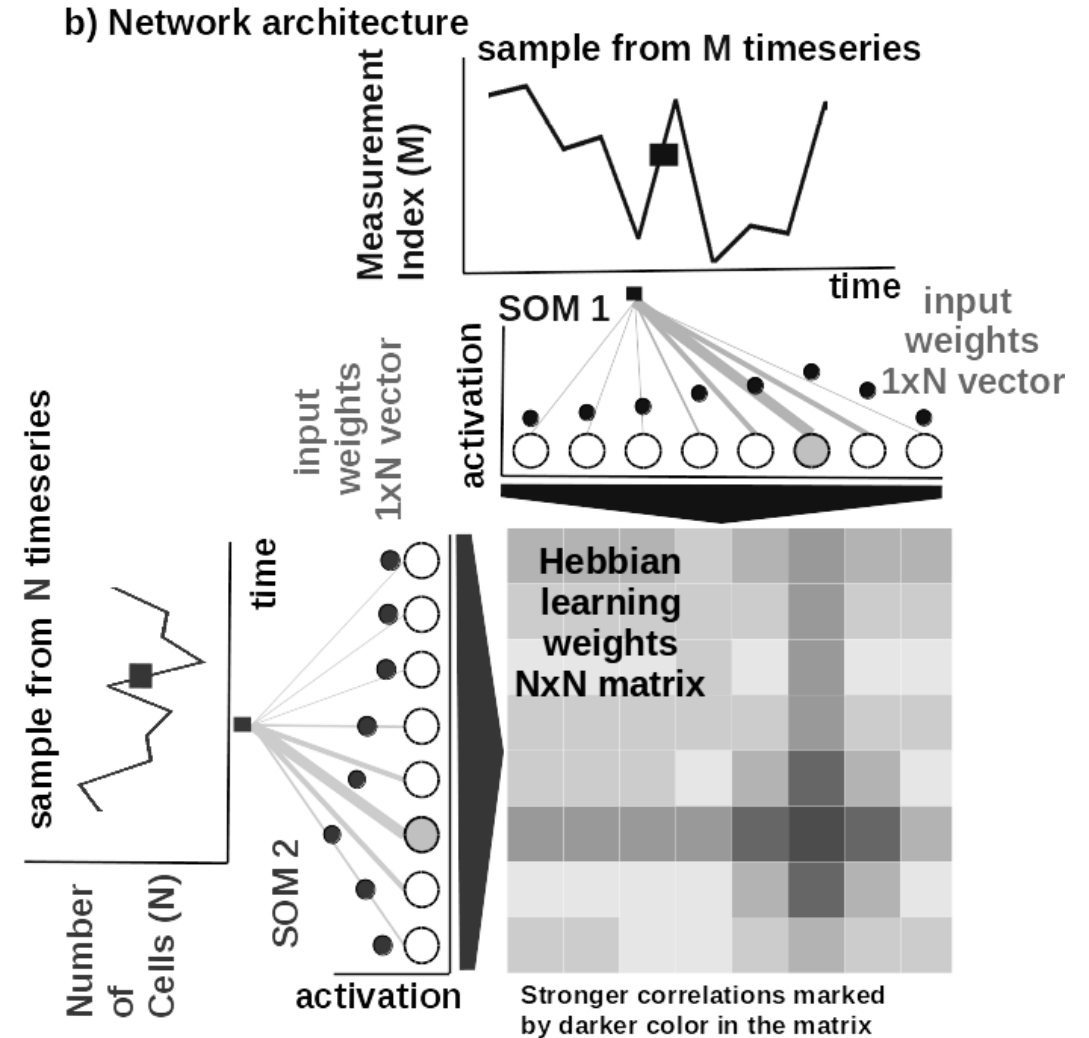 b) Network architecture
sample from M timeseries
Measurement
Index (M)
time
SOM 1
input
weights
1xN vector
activation
input
weights
1xN vector
sample from N timeseries
time
Number
of
Cells (N)
SOM 2
activation
Hebbian
learning
weights
NxN matrix
Stronger correlations marked
by darker color in the matrix